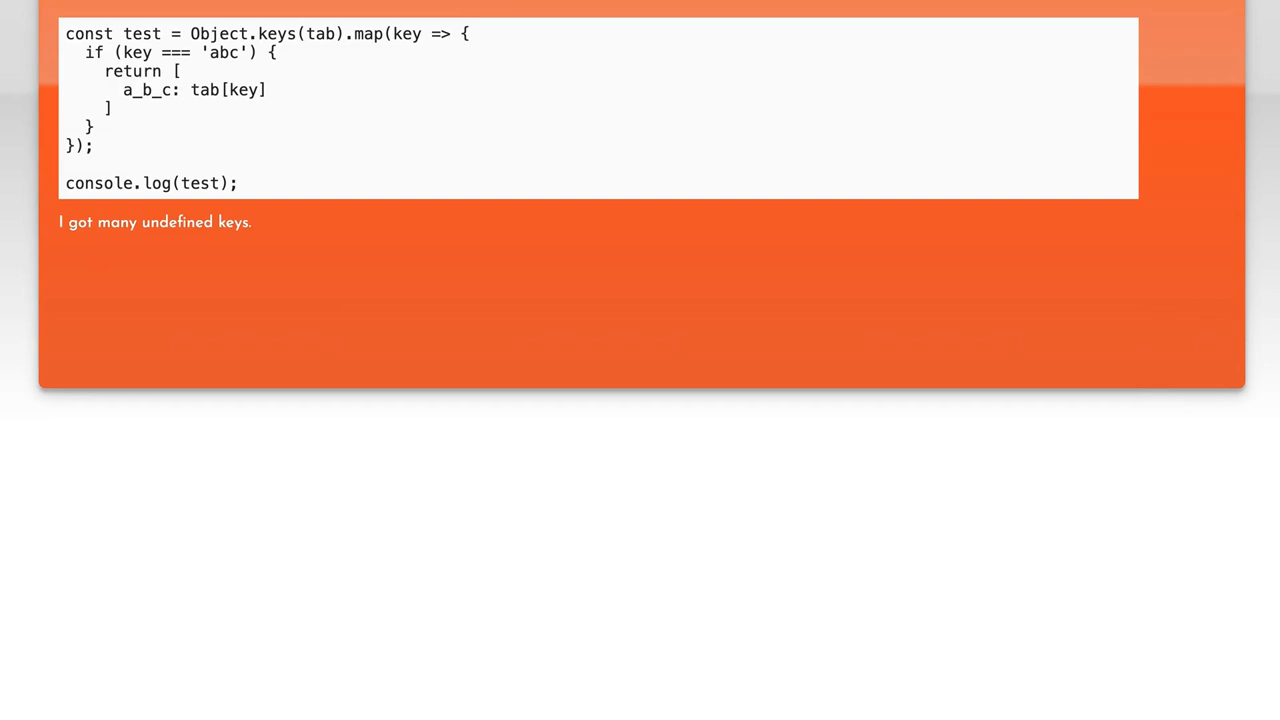 const test = Object.keys(tab).map(key => {
  if (key === 'abc') {
    return [
      a_b_c: tab[key]
    ]
  }
});

console.log(test);
I got many undefined keys.